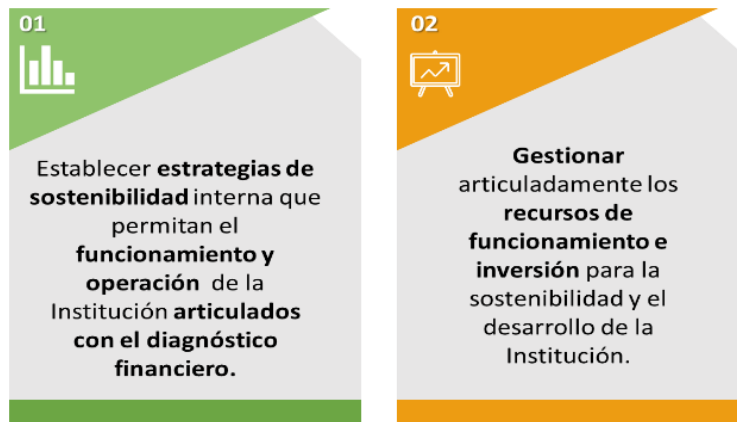 01
Establecer estrategias de
sostenibilidad interna que
permitan el
funcionamiento y
operación de la
Institución articulados
con el diagnóstico
financiero.
02
Gestionar
articuladamente los
recursos de
funcionamiento e
inversión para la
sostenibilidad y el
desarrollo de la
Institución.